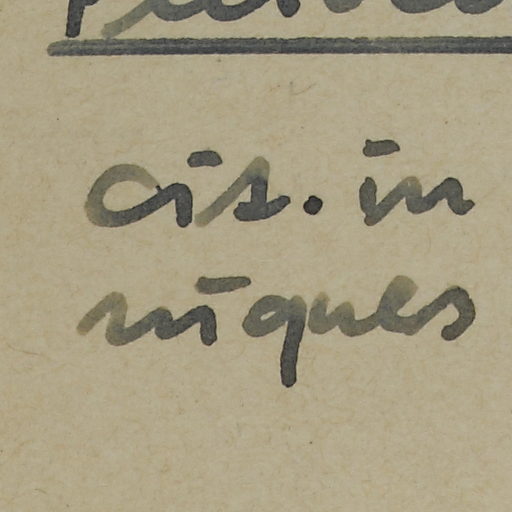 cis. in
niques